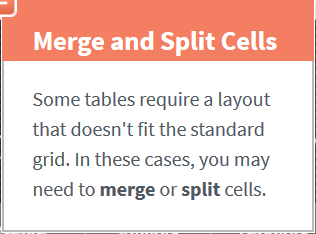 Merge and Split Cells
Some tables require a layout
that doesn't fit the standard
grid. In these cases, you may
need to merge or split cells.